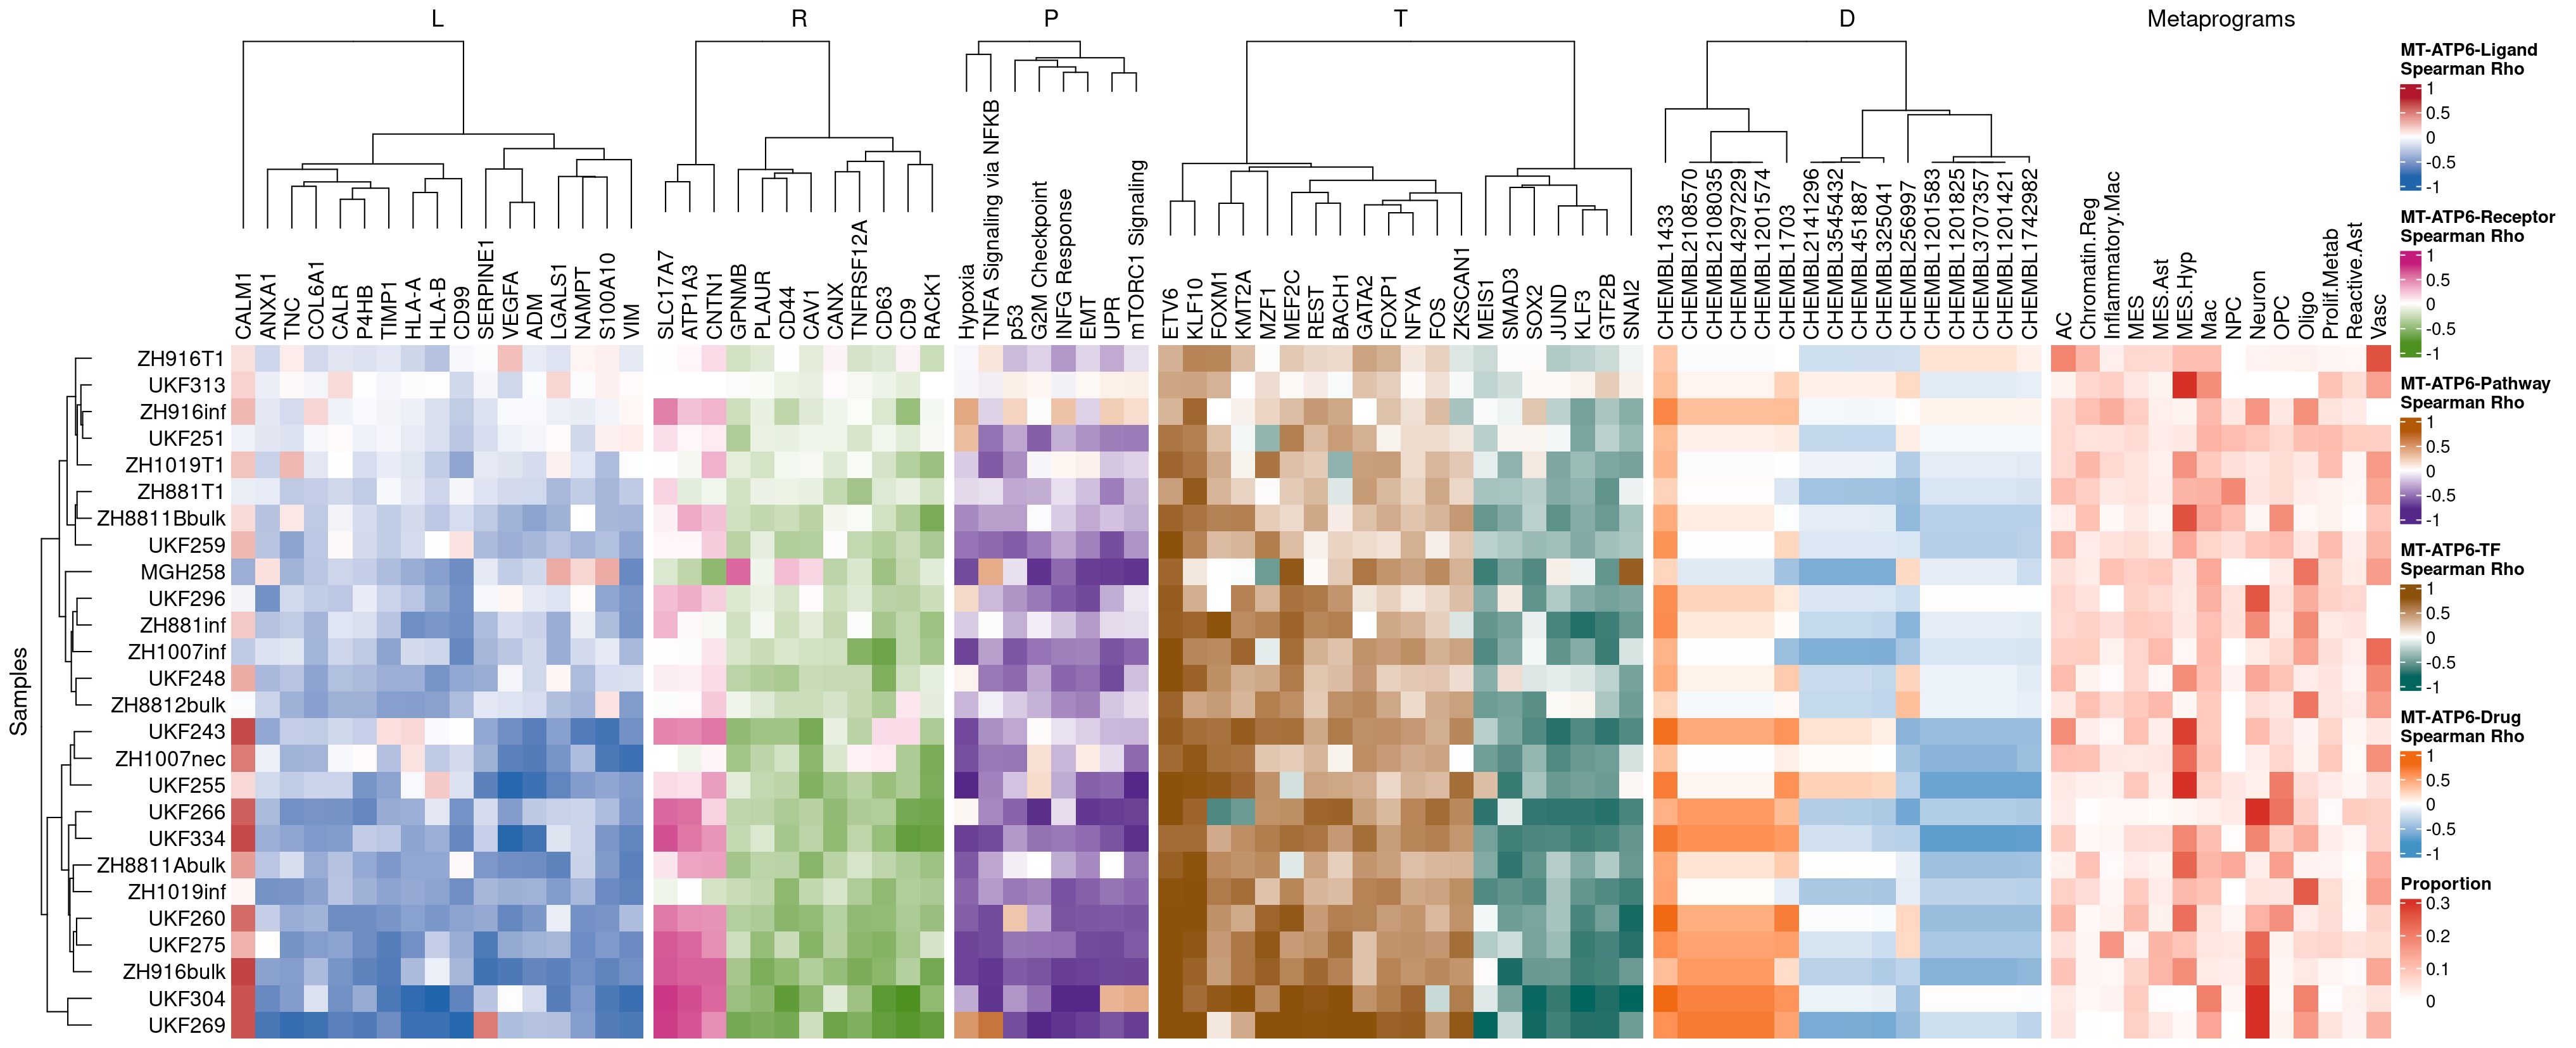 L
R
P
T
D
Metaprograms
CALM1
ANXA1
TNC
COL6A1
CALR
P4HB
TIMP1
HLA-A
HLA-B
CD99
SERPINE1
VEGFA
ADM
LGALS1
NAMPT
S100A10
VIM
SLC17A7
ATP1A3
CNTN1
GPNMB
PLAUR
CD44
CAV1
CANX
TNFRSF12A
CD63
CD9
RACK1
Hypoxia
TNFA Signaling via NFKB
p53
G2M Checkpoint
INFG Response
EMT
UPR
mTORC1 Signaling
ETV6
KLF10
FOXM1
KMT2A
MZF1
MEF2C
REST
BACH1
GATA2
FOXP1
NFYA
FOS
ZKSCAN1
MEIS1
SMAD3
SOX2
JUND
KLF3
GTF2B
SNAI2
CHEMBL1433
CHEMBL2108570
CHEMBL2108035
CHEMBL4297229
CHEMBL1201574
CHEMBL1703
CHEMBL2141296
CHEMBL3545432
CHEMBL451887
CHEMBL325041
CHEMBL256997
CHEMBL1201583
CHEMBL1201825
CHEMBL3707357
CHEMBL1201421
CHEMBL1742982
AC
Chromatin.Reg
Inflammatory.Mac
MES
MES.Ast
MES.Hyp
Mac
NPC
Neuron
OPC
Oligo
Prolif.Metab
Reactive.Ast
Vasc
Samples
ZH916T1
UKF313
ZH916inf
UKF251
ZH1019T1
ZH881T1
ZH8811Bbulk
UKF259
MGH258
UKF296
ZH881inf
ZH1007inf
UKF248
ZH8812bulk
UKF243
ZH1007nec
UKF255
UKF266
UKF334
ZH8811Abulk
ZH1019inf
UKF260
UKF275
ZH916bulk
UKF304
UKF269
MT-ATP6-Ligand
Spearman Rho
1
0.5
0
-0.5
-1
MT-ATP6-Receptor
Spearman Rho
1
0.5
0
-0.5
-1
MT-ATP6-Pathway
Spearman Rho
1
0.5
0
-0.5
-1
MT-ATP6-TF
Spearman Rho
1
0.5
0
-0.5
-1
MT-ATP6-Drug
Spearman Rho
1
0.5
0
-0.5
-1
Proportion
0.3
0.2
0.1
0